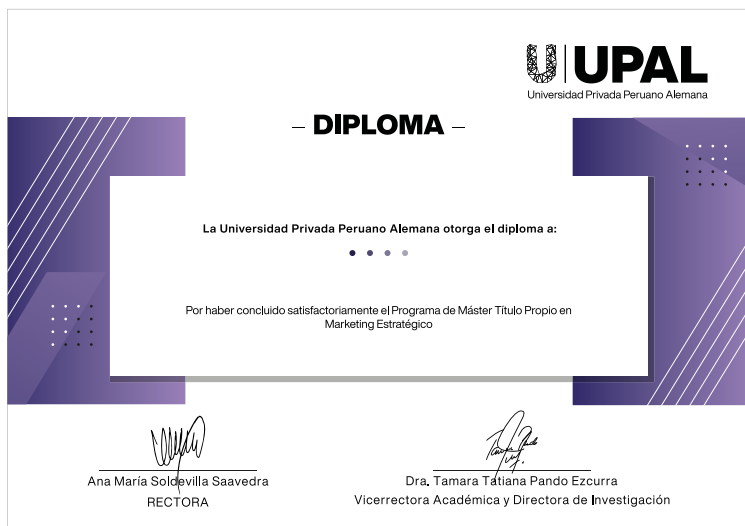 UPAL
Universidad Privada Peruano Alemana
– DIPLOMA –
La Universidad Privada Peruano Alemana otorga el diploma a:
Por haber concluido satisfactoriamente el Programa de Máster Título Propio en
Marketing Estratégico
Ana María Soldevilla Saavedra
RECTORA
Dra. Tamara Tatiana Pando Ezcurra
Vicerrectora Académica y Directora de Investigación